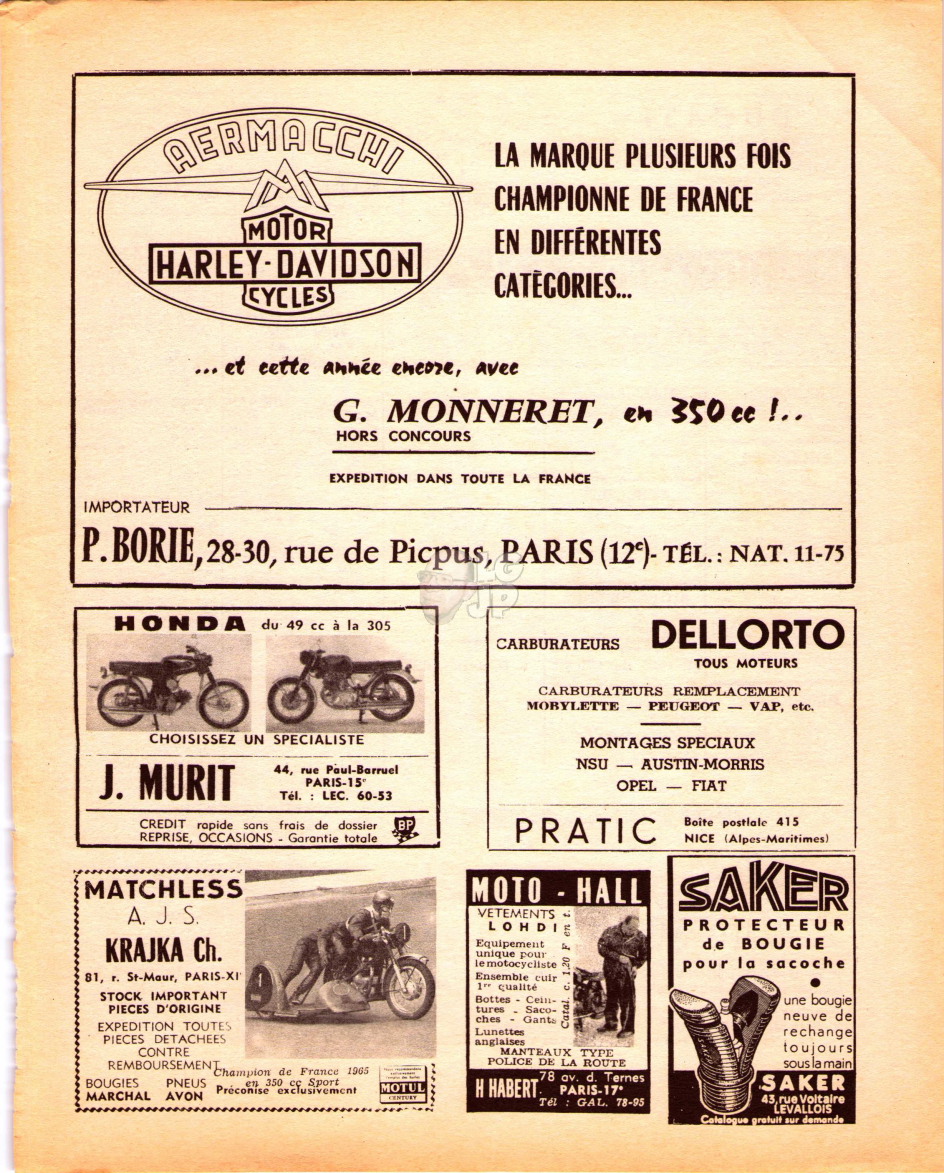 AERMACCHI
MOTOR
HARLEY-DAVIDSON
CYCLES
LA MARQUE PLUSIEURS FOIS
CHAMPIONNE DE FRANCE
EN DIFFÉRENTES
CATÉGORIES...
... et cette année encore, avec
G. MONNERET, en 350 cc !..
HORS CONCOURS
EXPEDITION DANS TOUTE LA FRANCE
IMPORTATEUR
P. BORIE, 28-30, rue de Picpus, PARIS (12e)- TÉL. : NAT. 11-75
LG
JP
HONDA du 49 cc à la 305
CHOISISSEZ UN SPECIALISTE
J. MURIT
44, rue Paul-Barruel
PARIS-15e
Tél. : LEC. 60-53
CREDIT rapide sans frais de dossier
REPRISE, OCCASIONS - Garantie totale
BP
CARBURATEURS DELLORTO
TOUS MOTEURS
CARBURATEURS REMPLACEMENT
MOBYLETTE — PEUGEOT — VAP, etc.
MONTAGES SPECIAUX
NSU — AUSTIN-MORRIS
OPEL — FIAT
PRATIC
Boite postlale 415
NICE (Alpes-Maritimes)
MATCHLESS
A. J. S.
KRAJKA Ch.
81, r. St-Maur, PARIS-XIe
STOCK IMPORTANT
PIECES D'ORIGINE
EXPEDITION TOUTES
PIECES DETACHEES
CONTRE
REMBOURSEMENT
BOUGIES PNEUS
MARCHAL AVON
Champion de France 1965
en 350 cc Sport
Préconise exclusivement
MOTUL
CENTURY
MOTO - HALL
VETEMENTS
LOHDI
Equipement
unique pour
le motocycliste
Ensemble cuir
1re qualité
Bottes - Cein-
tures - Saco-
ches - Gants
Lunettes
anglaises
Catal. c. 1,20 F en t.
MANTEAUX TYPE
POLICE DE LA ROUTE
H HABERT
78 av. d. Ternes
PARIS-17e
Tél : GAL. 78-95
SAKER
PROTECTEUR
de BOUGIE
pour la sacoche
une bougie
neuve de
rechange
toujours
sous la main
SAKER
43, rue Voltaire
LEVALLOIS
Catalogue gratuit sur demande